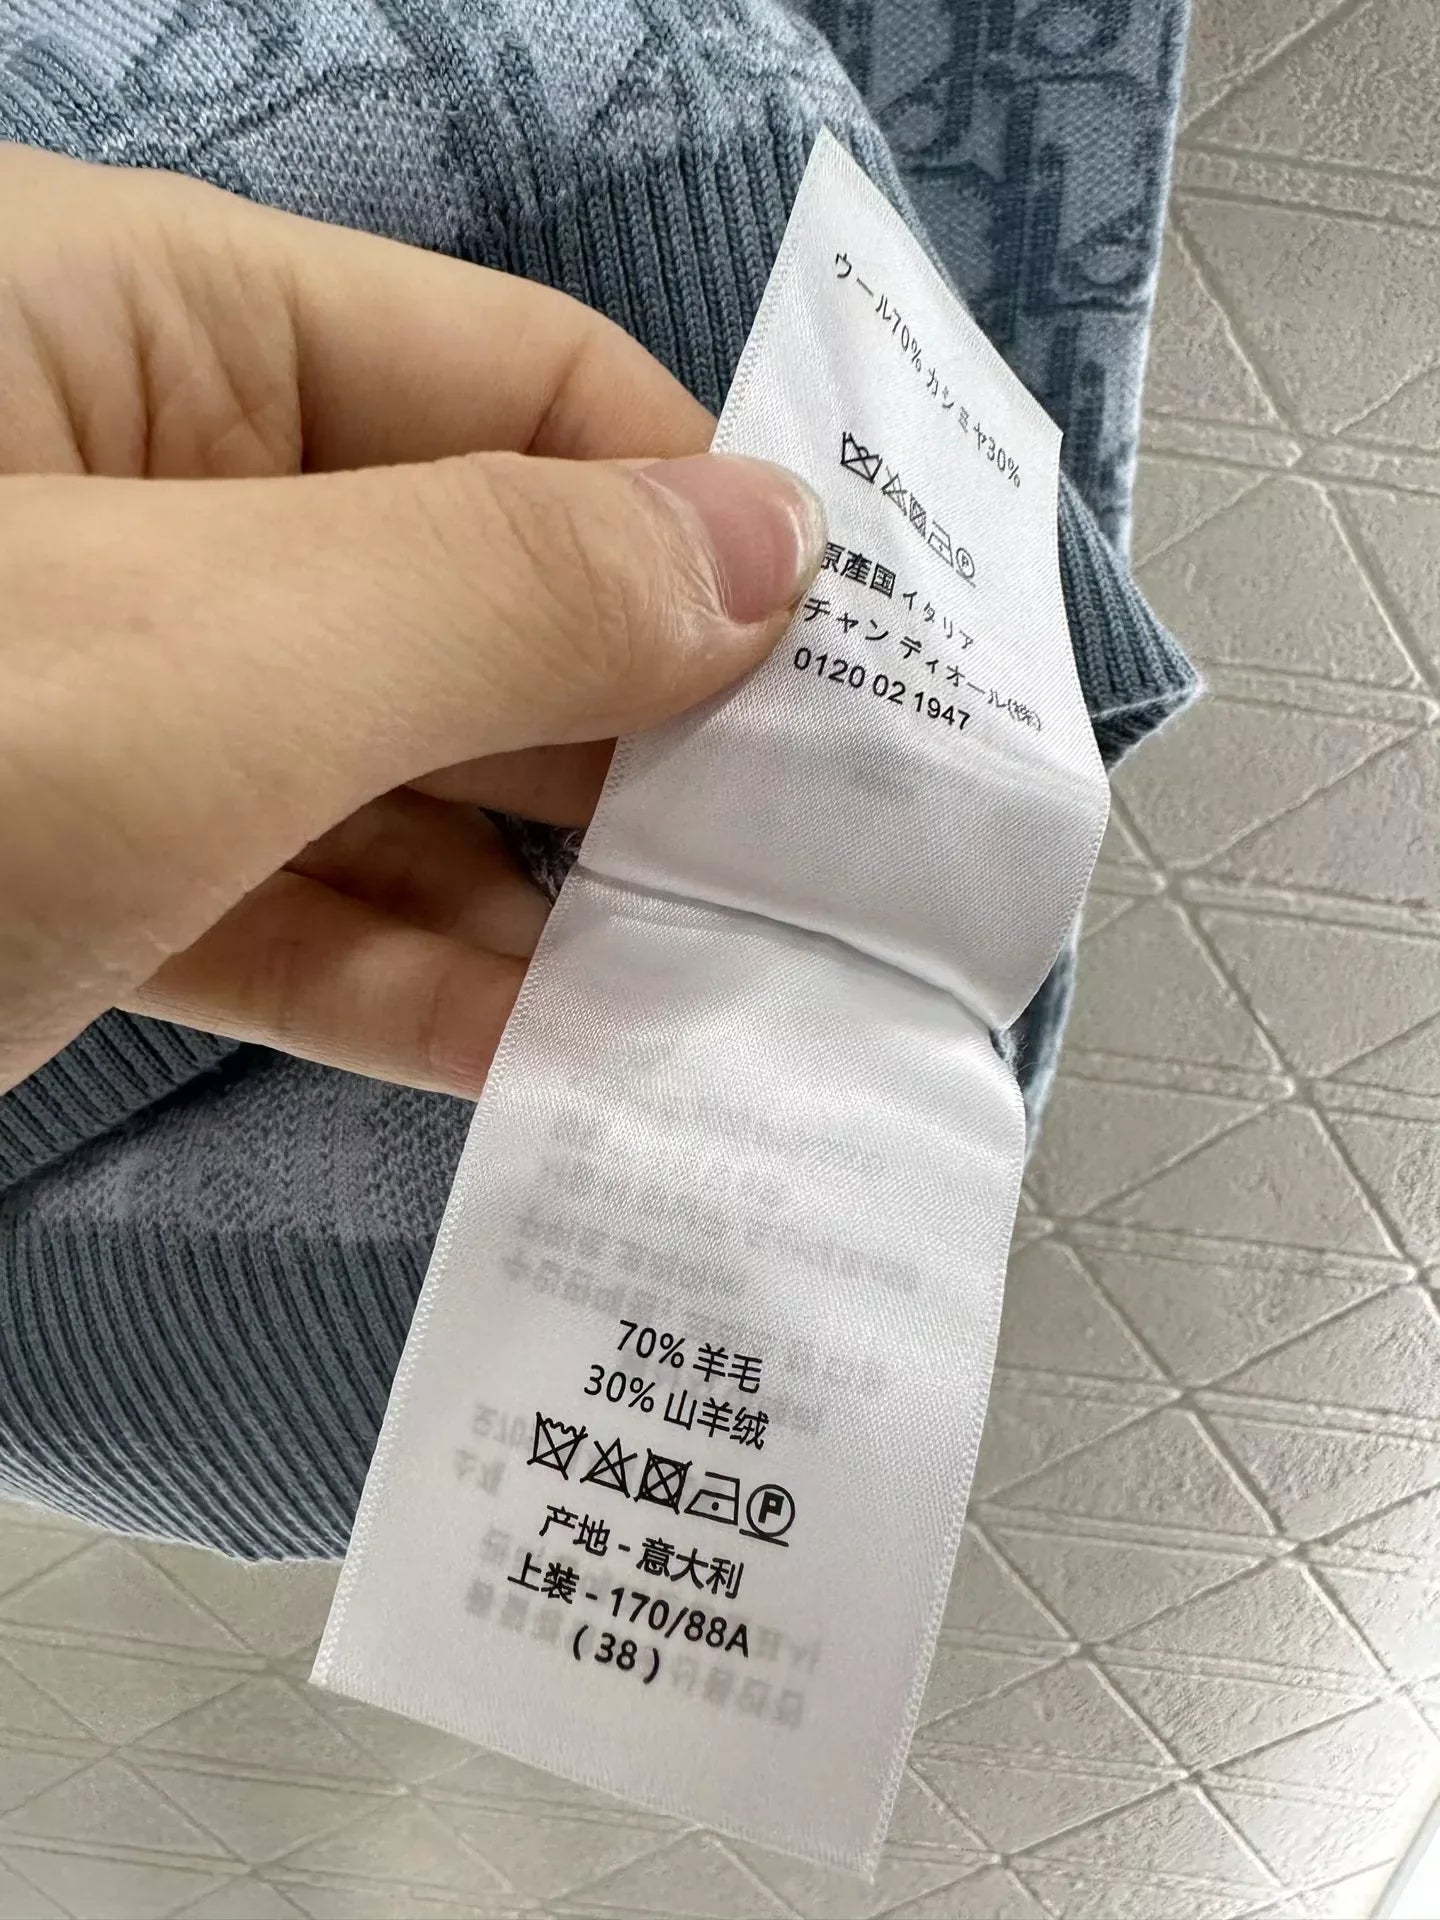 ウール70% カシミヤ30%
原産国 イタリア
チャン ディオール(株)
0120 02 1947
70% 羊毛
30% 山羊绒
P
产地 - 意大利
上装 - 170/88A
( 38 )